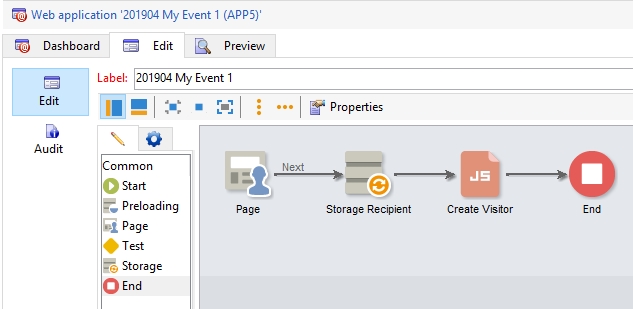 Web application '201904 My Event 1 (APP5)'
Dashboard Edit Preview
Label: 201904 My Event 1
Edit
Audit
Properties
Common
Start
Preloading
Page
Test
Storage
End
Next
JS
Page Storage Recipient Create Visitor End